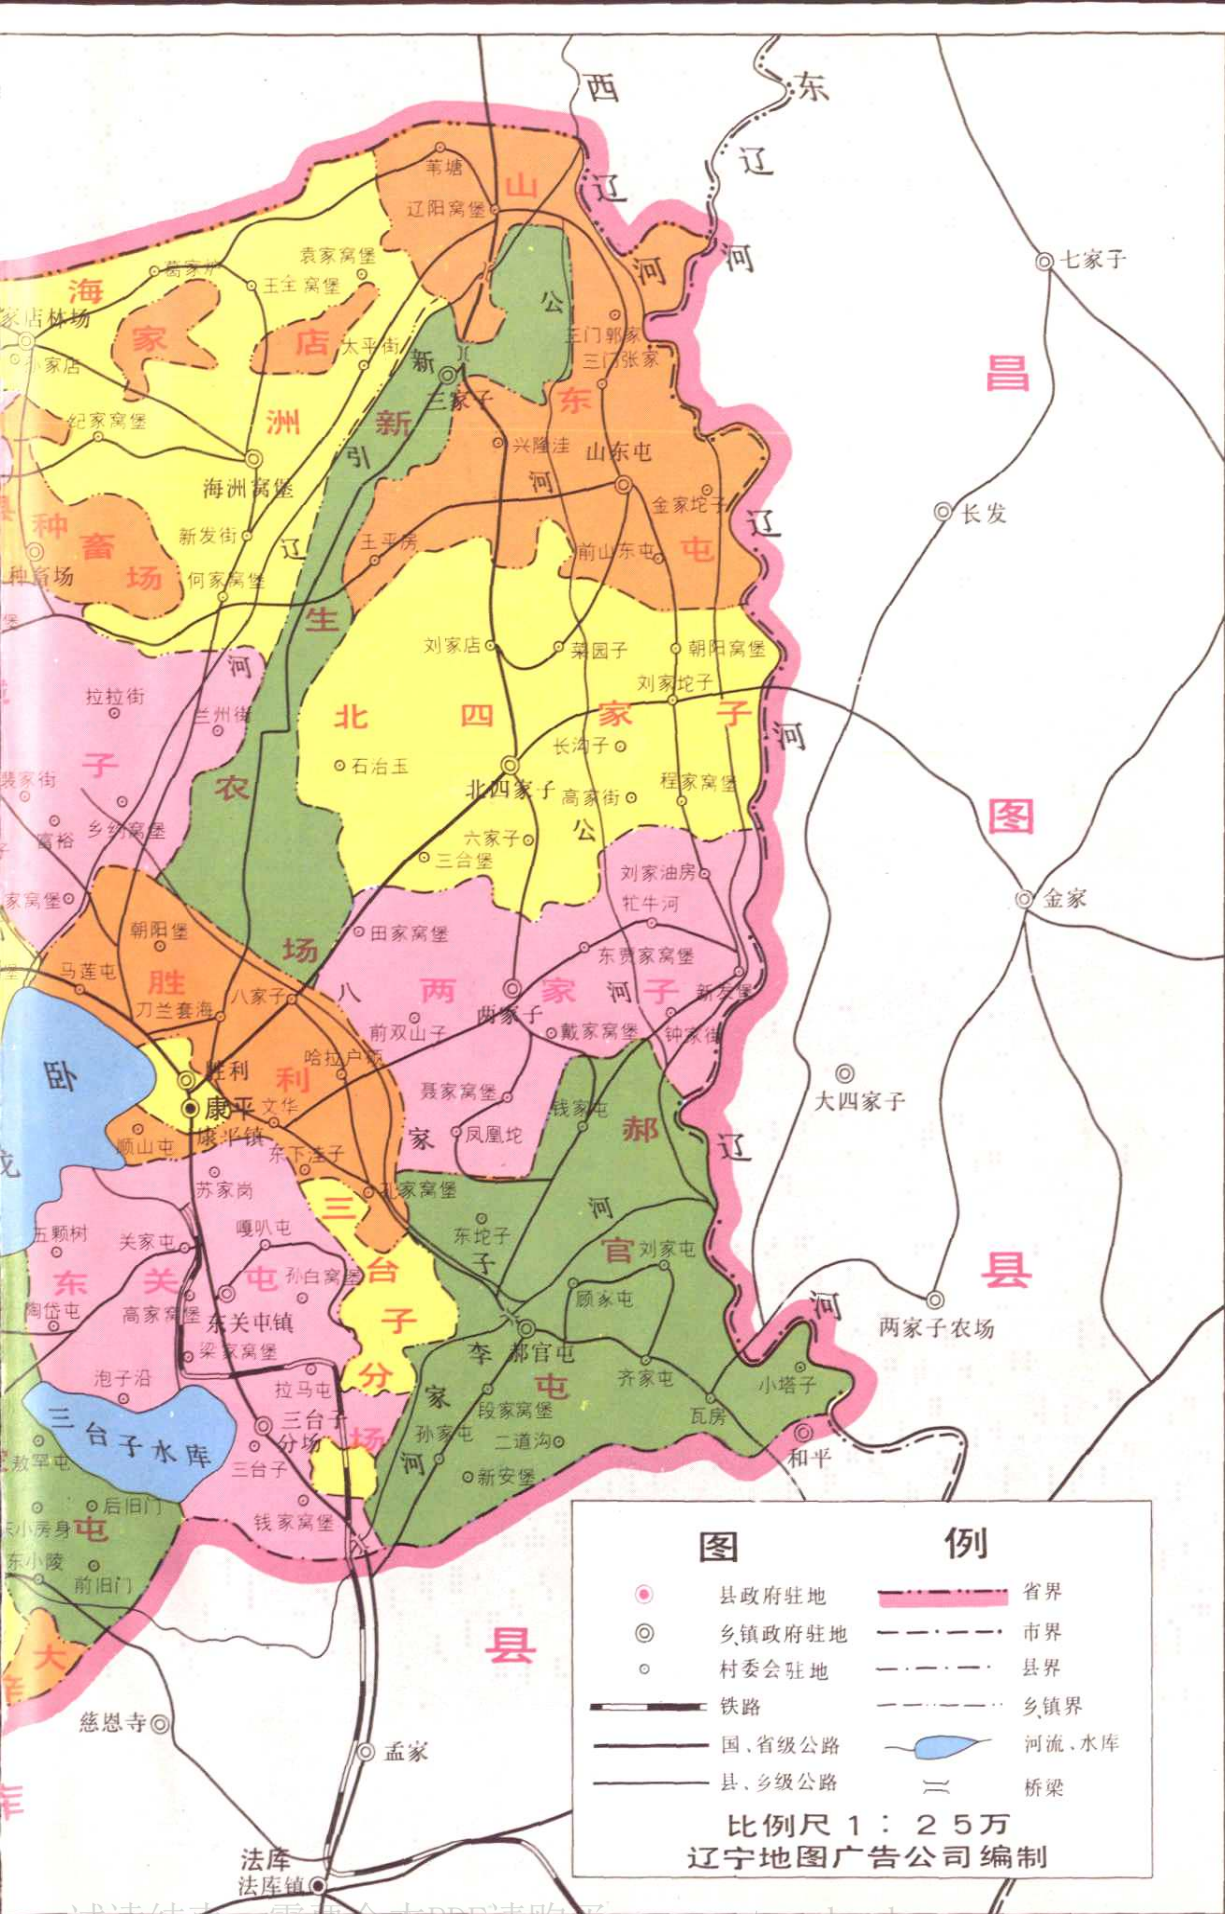 西
东
辽
辽
河
河
苇塘
山
辽阳窝堡
袁家窝堡
葛家炉
王全窝堡
七家子
海
家
店
家店林场
孙家店
太平街
公
新
三门郭家
三门张家
昌
三家子
东
纪家窝堡
洲
新
引
兴隆洼
山东屯
海洲窝堡
河
金家坨子
种
畜
场
新发街
辽
王平房
前山东屯
屯
辽
长发
种畜场
何家窝堡
堡
生
河
刘家店
菜园子
朝阳窝堡
刘家坨子
拉拉街
兰州街
北
四
家
子
河
子
长沟子
石治玉
裴家街
农
北四家子
高家街
程家窝堡
图
富裕
乡约窝堡
六家子
公
三合堡
刘家油房
牤牛河
家窝堡
金家
朝阳堡
田家窝堡
场
东贾家窝堡
马莲屯
胜
八家子
八
两
家
河
子
新友堡
刀兰套海
两家子
前双山子
戴家窝堡
钟家街
哈拉户硕
胜利
利
大四家子
康平
文华
聂家窝堡
钱家屯
郝
康平镇
顺山屯
东下洼子
家
凤凰坨
辽
苏家岗
三
孔家窝堡
五颗树
关家屯
嘎叭屯
东坨子
河
子
官
刘家屯
东
关
屯
孙白窝堡
台
县
陶岱屯
高家窝堡
东关屯镇
子
顾家屯
河
两家子农场
梁家窝堡
李
郝官屯
泡子沿
拉马屯
分
家
屯
齐家屯
小塔子
三台子水库
三台子
分场
场
段家窝堡
瓦房
孙家屯
二道沟
和平
敖罕屯
三台子
河
新安堡
后旧门
钱家窝堡
东小房身
屯
东小陵
前旧门
大
县
慈恩寺
孟家
库
法库
法库镇
图 例
县政府驻地 省界
乡、镇政府驻地 市界
村委会驻地 县界
铁路 乡、镇界
国、省级公路 河流、水库
县、乡级公路 桥梁
比例尺 1：25万
辽宁地图广告公司编制